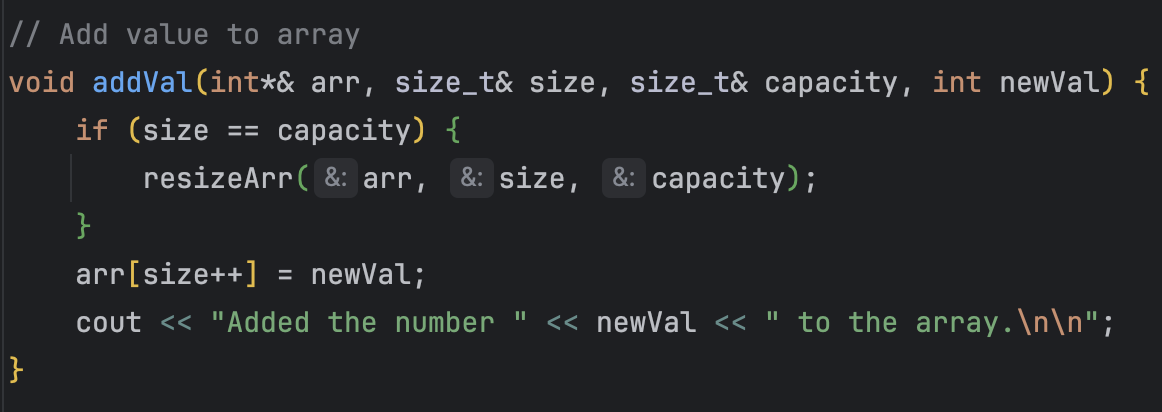 // Add value to array
void addVal(int*& arr, size_t& size, size_t& capacity, int newVal) {
    if (size == capacity) {
        resizeArr(&: arr, &: size, &: capacity);
    }
    arr[size++] = newVal;
    cout << "Added the number " << newVal << " to the array.\n\n";
}